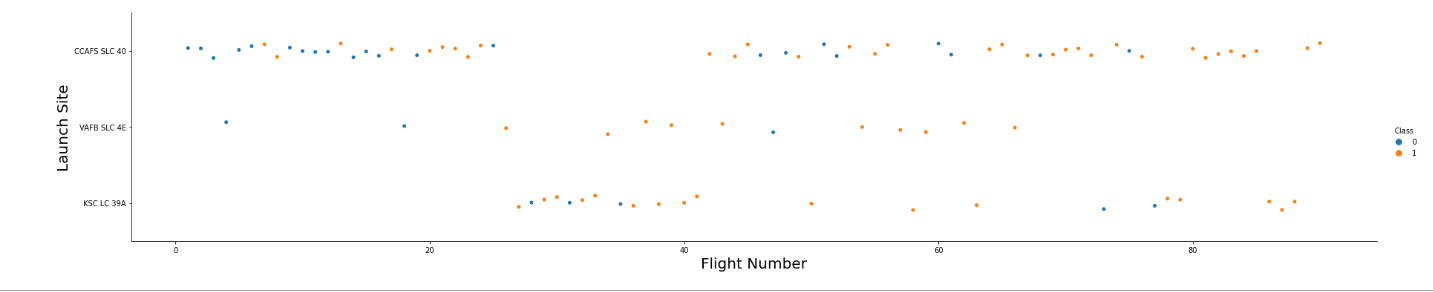 Launch Site
CCAFS SLC 40
VAFB SLC 4E
KSC LC 39A
0 20 40 60 80
Flight Number
Class
0
1